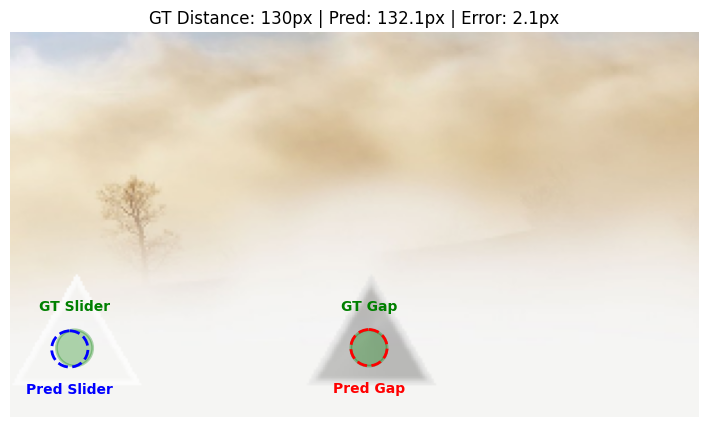 GT Distance: 130px | Pred: 132.1px | Error: 2.1px
GT Slider
GT Gap
Pred Slider
Pred Gap